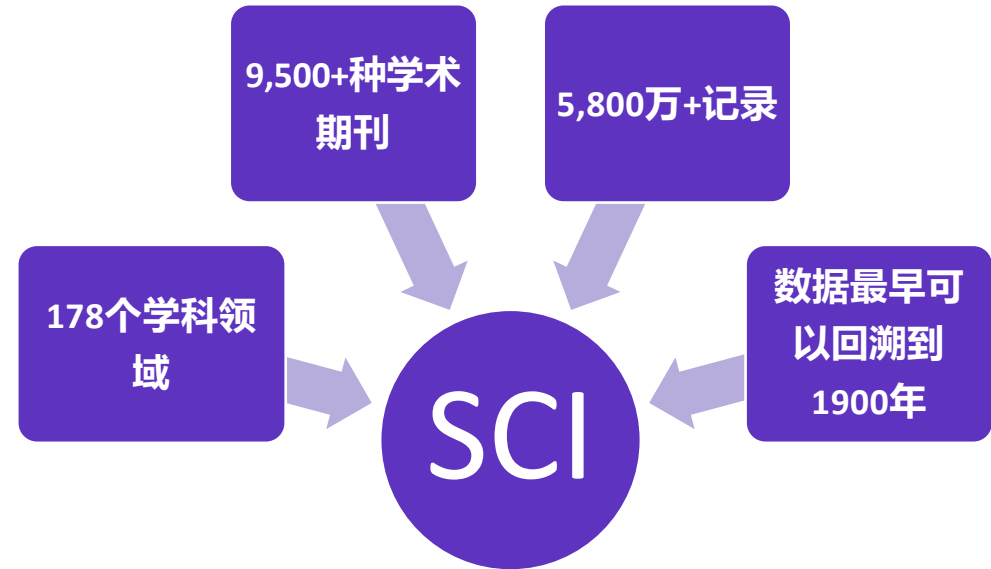 9,500+种学术
期刊
5,800万+记录
178个学科领
域
数据最早可
以回溯到
1900年
SCI